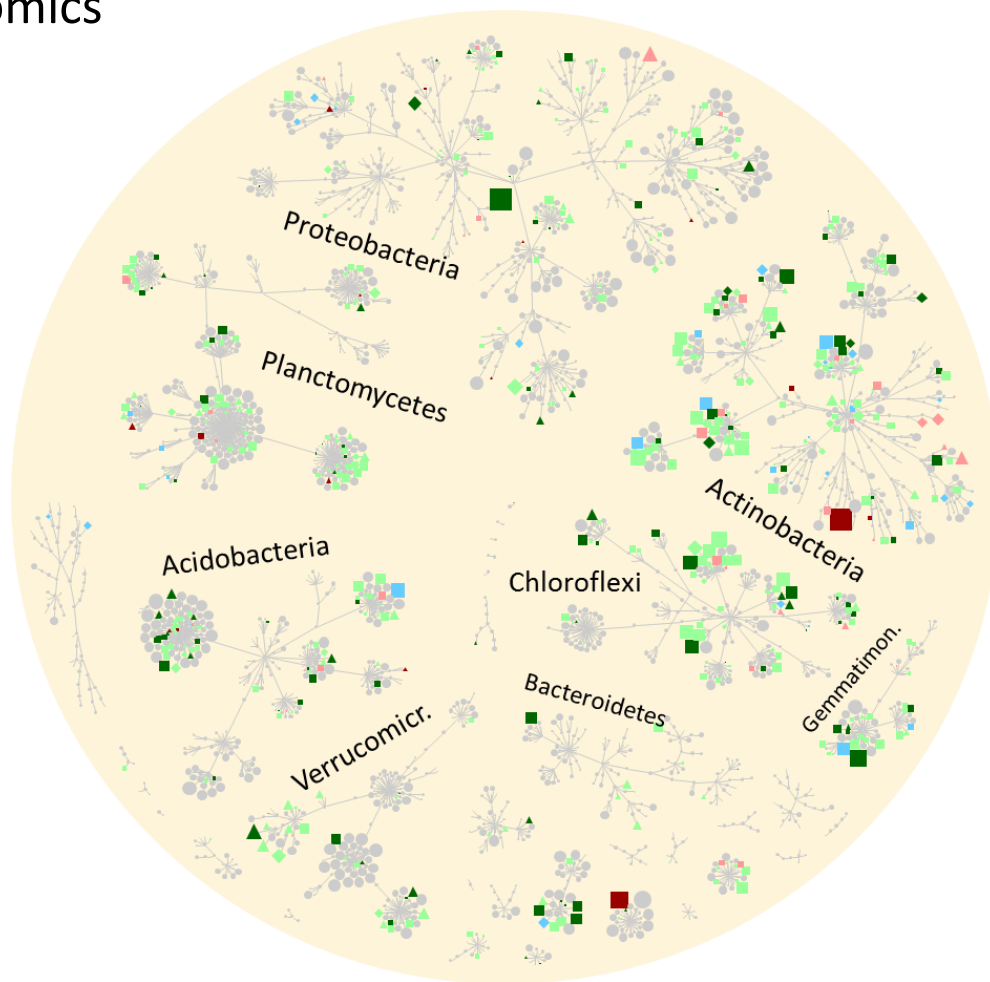 omics
Proteobacteria
Planctomycetes
Actinobacteria
Acidobacteria
Chloroflexi
Gemmatimon.
Bacteroidetes
Verrucomicr.